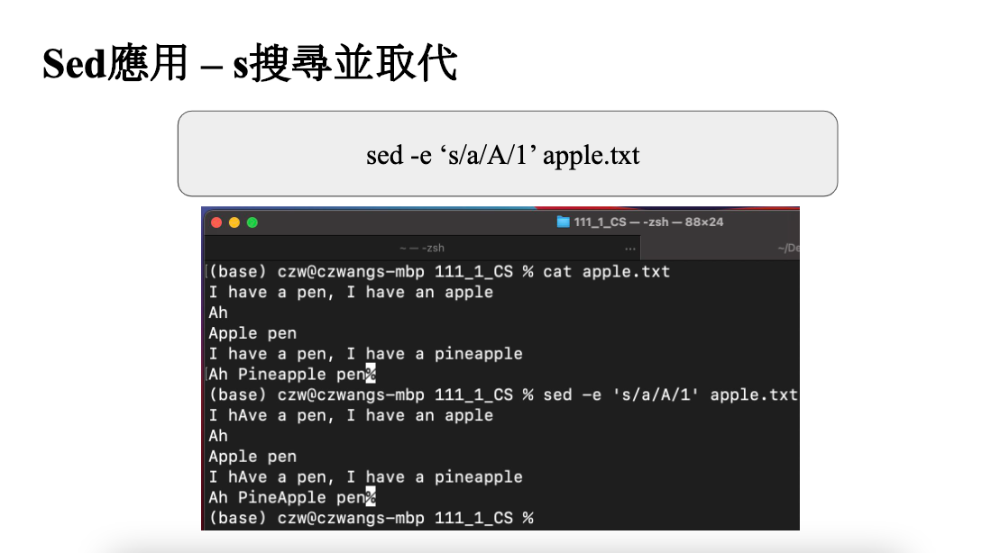 Sed應用 – s搜尋並取代
sed -e ‘s/a/A/1’ apple.txt
111_1_CS — -zsh — 88×24
~ — -zsh
...
~/De
(base) czw@czwangs-mbp 111_1_CS % cat apple.txt
I have a pen, I have an apple
Ah
Apple pen
I have a pen, I have a pineapple
Ah Pineapple pen%
(base) czw@czwangs-mbp 111_1_CS % sed -e 's/a/A/1' apple.txt
I hAve a pen, I have an apple
Ah
Apple pen
I hAve a pen, I have a pineapple
Ah PineApple pen%
(base) czw@czwangs-mbp 111_1_CS %